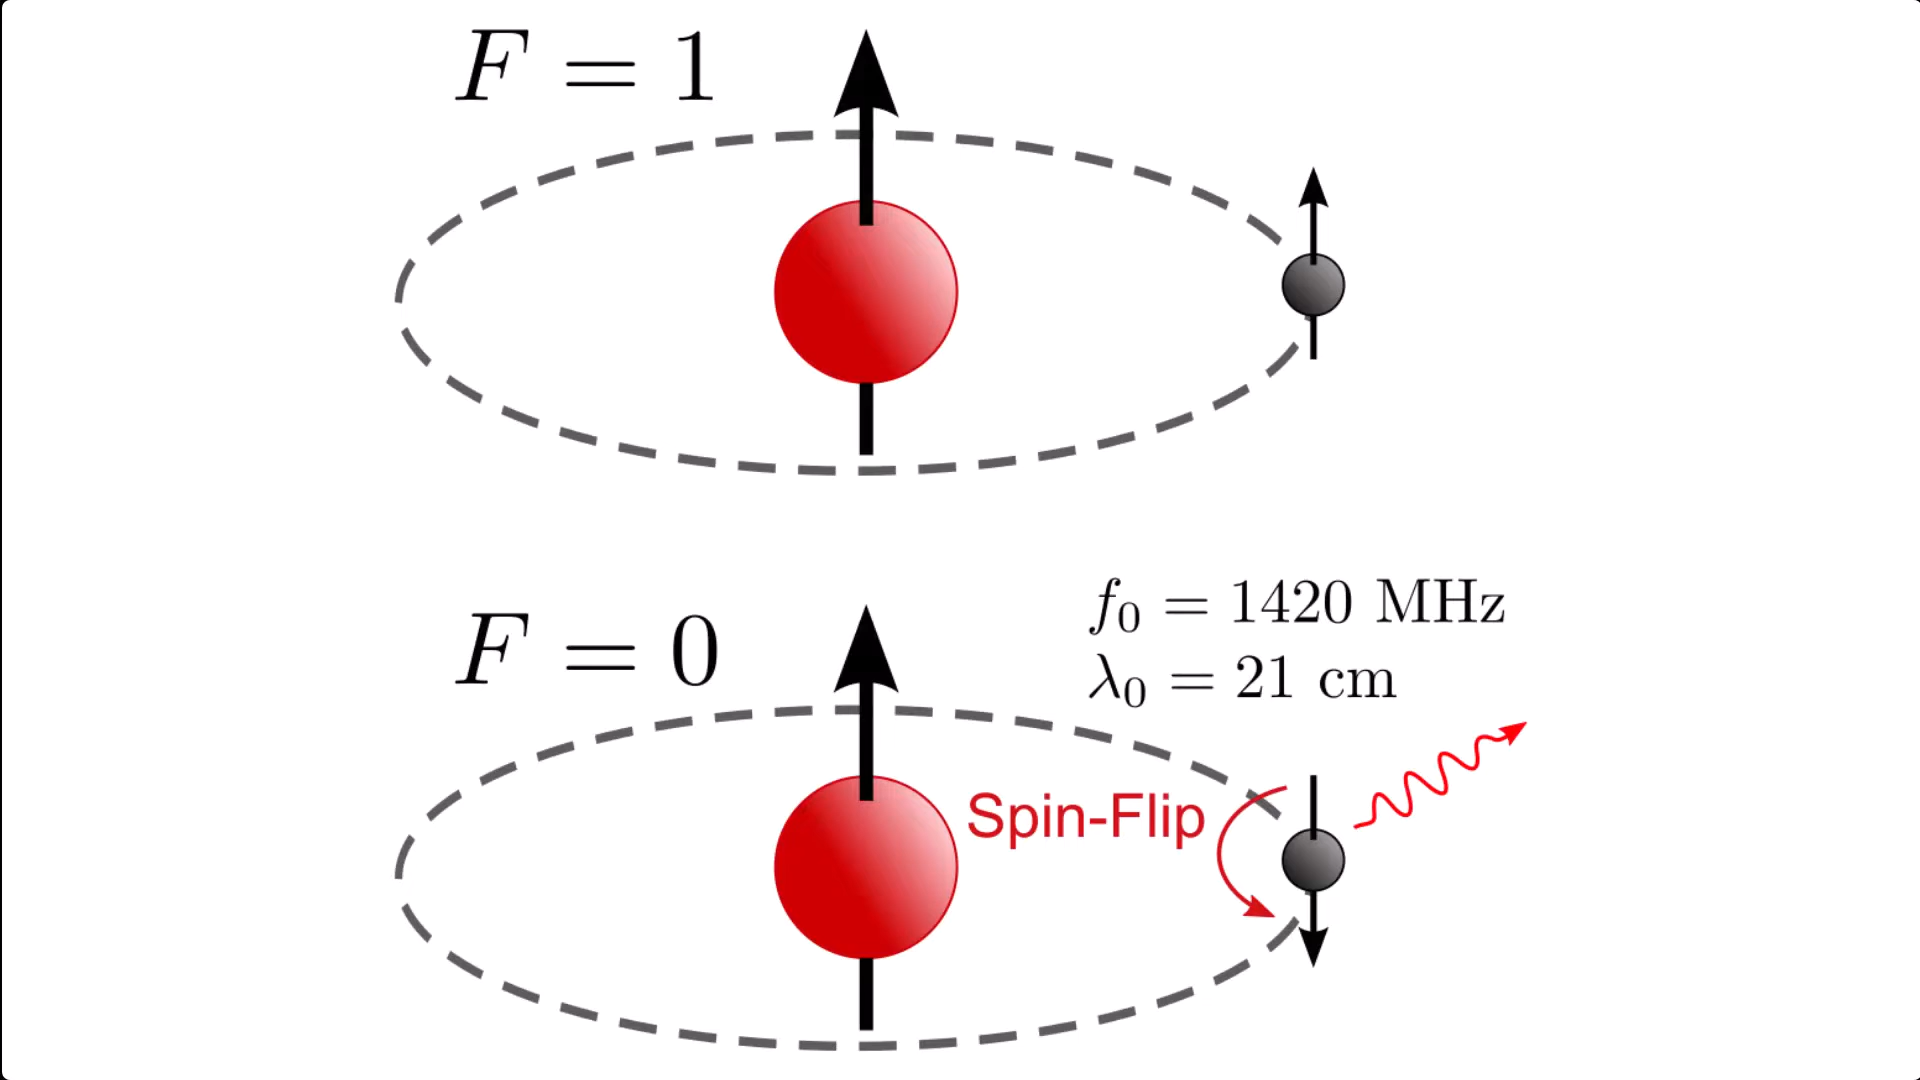 F = 1
F = 0
f₀ = 1420 MHz
λ₀ = 21 cm
Spin-Flip